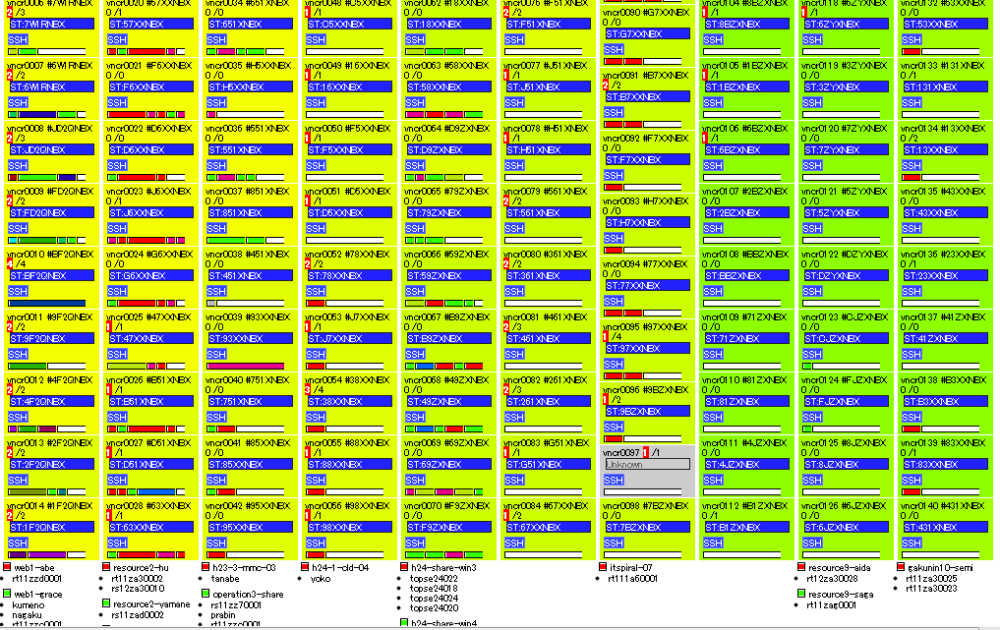 vncr0006 #7W1RNBX
2 /3
ST:7W1RNBX
SSH
vncr0007 #6W1RNBX
2 /2
ST:6W1RNBX
SSH
vncr0008 #JD2QNBX
2 /3
ST:JD2QNBX
SSH
vncr0009 #FD2QNBX
2 /2
ST:FD2QNBX
SSH
vncr0010 #BF2QNBX
4 /4
ST:BF2QNBX
SSH
vncr0011 #9F2QNBX
2 /2
ST:9F2QNBX
SSH
vncr0012 #4F2QNBX
2 /2
ST:4F2QNBX
SSH
vncr0013 #2F2QNBX
2 /2
ST:2F2QNBX
SSH
vncr0014 #1F2QNBX
2 /2
ST:1F2QNBX
SSH
web1-abe
rt11zzd0001
web1-grace
kumeno
nagaku
rt11zzc0001
vncr0020 #57XXNBX
0 /0
ST:57XXNBX
SSH
vncr0021 #F6XXNBX
0 /0
ST:F6XXNBX
SSH
vncr0022 #D6XXNBX
0 /0
ST:D6XXNBX
SSH
vncr0023 #J6XXNBX
0 /1
ST:J6XXNBX
SSH
vncr0024 #G6XXNBX
0 /0
ST:G6XXNBX
SSH
vncr0025 #47XXNBX
1 /1
ST:47XXNBX
SSH
vncr0026 #B51XNBX
1 /1
ST:B51XNBX
SSH
vncr0027 #D51XNBX
1 /1
ST:D51XNBX
SSH
vncr0028 #63XXNBX
1 /1
ST:63XXNBX
SSH
resource2-hu
rt11za30002
rs12za30010
resource2-yamane
rs11zad0002
vncr0034 #651XNBX
0 /0
ST:651XNBX
SSH
vncr0035 #H5XXNBX
0 /0
ST:H5XXNBX
SSH
vncr0036 #551XNBX
0 /0
ST:551XNBX
SSH
vncr0037 #851XNBX
0 /0
ST:851XNBX
SSH
vncr0038 #451XNBX
0 /0
ST:451XNBX
SSH
vncr0039 #93XXNBX
0 /0
ST:93XXNBX
SSH
vncr0040 #751XNBX
0 /0
ST:751XNBX
SSH
vncr0041 #85XXNBX
0 /0
ST:85XXNBX
SSH
vncr0042 #95XXNBX
0 /0
ST:95XXNBX
SSH
h23-3-mmc-03
tanabe
operation3-share
rs11zz70001
prabin
rt11zzc0001
vncr0048 #C5XXNBX
1 /1
ST:C5XXNBX
SSH
vncr0049 #16XXNBX
1 /1
ST:16XXNBX
SSH
vncr0050 #F5XXNBX
1 /1
ST:F5XXNBX
SSH
vncr0051 #D5XXNBX
1 /1
ST:D5XXNBX
SSH
vncr0052 #78XXNBX
2 /2
ST:78XXNBX
SSH
vncr0053 #J7XXNBX
1 /1
ST:J7XXNBX
SSH
vncr0054 #38XXNBX
3 /4
ST:38XXNBX
SSH
vncr0055 #88XXNBX
1 /1
ST:88XXNBX
SSH
vncr0056 #98XXNBX
1 /1
ST:98XXNBX
SSH
h24-1-cld-04
yoko
vncr0062 #18XXNBX
0 /0
ST:18XXNBX
SSH
vncr0063 #58XXNBX
0 /0
ST:58XXNBX
SSH
vncr0064 #D9ZXNBX
0 /0
ST:D9ZXNBX
SSH
vncr0065 #79ZXNBX
0 /0
ST:79ZXNBX
SSH
vncr0066 #59ZXNBX
0 /0
ST:59ZXNBX
SSH
vncr0067 #B9ZXNBX
0 /0
ST:B9ZXNBX
SSH
vncr0068 #49ZXNBX
0 /0
ST:49ZXNBX
SSH
vncr0069 #69ZXNBX
0 /0
ST:69ZXNBX
SSH
vncr0070 #F9ZXNBX
0 /0
ST:F9ZXNBX
SSH
h24-share-win3
topse24022
topse24018
topse24024
topse24020
h24-share-win4
vncr0076 #F51XNBX
2 /2
ST:F51XNBX
SSH
vncr0077 #J51XNBX
1 /1
ST:J51XNBX
SSH
vncr0078 #H51XNBX
1 /1
ST:H51XNBX
SSH
vncr0079 #561XNBX
2 /2
ST:561XNBX
SSH
vncr0080 #361XNBX
2 /2
ST:361XNBX
SSH
vncr0081 #461XNBX
2 /2
ST:461XNBX
SSH
vncr0082 #261XNBX
2 /3
ST:261XNBX
SSH
vncr0083 #G51XNBX
1 /1
ST:G51XNBX
SSH
vncr0084 #67XXNBX
1 /2
ST:67XXNBX
SSH
vncr0090 #G7XXNBX
0 /0
ST:G7XXNBX
SSH
vncr0091 #B7XXNBX
2 /2
ST:B7XXNBX
SSH
vncr0092 #F7XXNBX
0 /0
ST:F7XXNBX
SSH
vncr0093 #H7XXNBX
0 /0
ST:H7XXNBX
SSH
vncr0094 #77XXNBX
0 /0
ST:77XXNBX
SSH
vncr0095 #97XXNBX
1 /4
ST:97XXNBX
SSH
vncr0096 #9BZXNBX
1 /2
ST:9BZXNBX
SSH
vncr0097 1 /1
Unknown
SSH
vncr0098 #7BZXNBX
0 /0
ST:7BZXNBX
SSH
itspiral-07
rt111a60001
vncr0104 #8BZXNBX
1 /1
ST:8BZXNBX
SSH
vncr0105 #1BZXNBX
1 /1
ST:1BZXNBX
SSH
vncr0106 #6BZXNBX
1 /1
ST:6BZXNBX
SSH
vncr0107 #2BZXNBX
0 /0
ST:2BZXNBX
SSH
vncr0108 #BBZXNBX
0 /0
ST:BBZXNBX
SSH
vncr0109 #71ZXNBX
0 /0
ST:71ZXNBX
SSH
vncr0110 #81ZXNBX
0 /0
ST:81ZXNBX
SSH
vncr0111 #4JZXNBX
0 /0
ST:4JZXNBX
SSH
vncr0112 #B1ZXNBX
0 /0
ST:B1ZXNBX
SSH
vncr0118 #6ZYXNBX
1 /1
ST:6ZYXNBX
SSH
vncr0119 #3ZYXNBX
0 /0
ST:3ZYXNBX
SSH
vncr0120 #7ZYXNBX
0 /0
ST:7ZYXNBX
SSH
vncr0121 #5ZYXNBX
0 /0
ST:5ZYXNBX
SSH
vncr0122 #DZYXNBX
0 /0
ST:DZYXNBX
SSH
vncr0123 #CJZXNBX
0 /0
ST:CJZXNBX
SSH
vncr0124 #FJZXNBX
0 /0
ST:FJZXNBX
SSH
vncr0125 #8JZXNBX
0 /0
ST:8JZXNBX
SSH
vncr0126 #6JZXNBX
0 /0
ST:6JZXNBX
SSH
resource9-aida
rt12za30028
resource9-saga
rt11zag0001
vncr0132 #53XXNBX
0 /0
ST:53XXNBX
SSH
vncr0133 #131XNBX
0 /0
ST:131XNBX
SSH
vncr0134 #13XXNBX
2 /2
ST:13XXNBX
SSH
vncr0135 #43XXNBX
0 /0
ST:43XXNBX
SSH
vncr0136 #23XXNBX
0 /1
ST:23XXNBX
SSH
vncr0137 #41ZXNBX
0 /0
ST:41ZXNBX
SSH
vncr0138 #B3XXNBX
0 /0
ST:B3XXNBX
SSH
vncr0139 #83XXNBX
1 /1
ST:83XXNBX
SSH
vncr0140 #431XNBX
0 /0
ST:431XNBX
SSH
gakunin10-semi
rt11za30025
rt11za30023